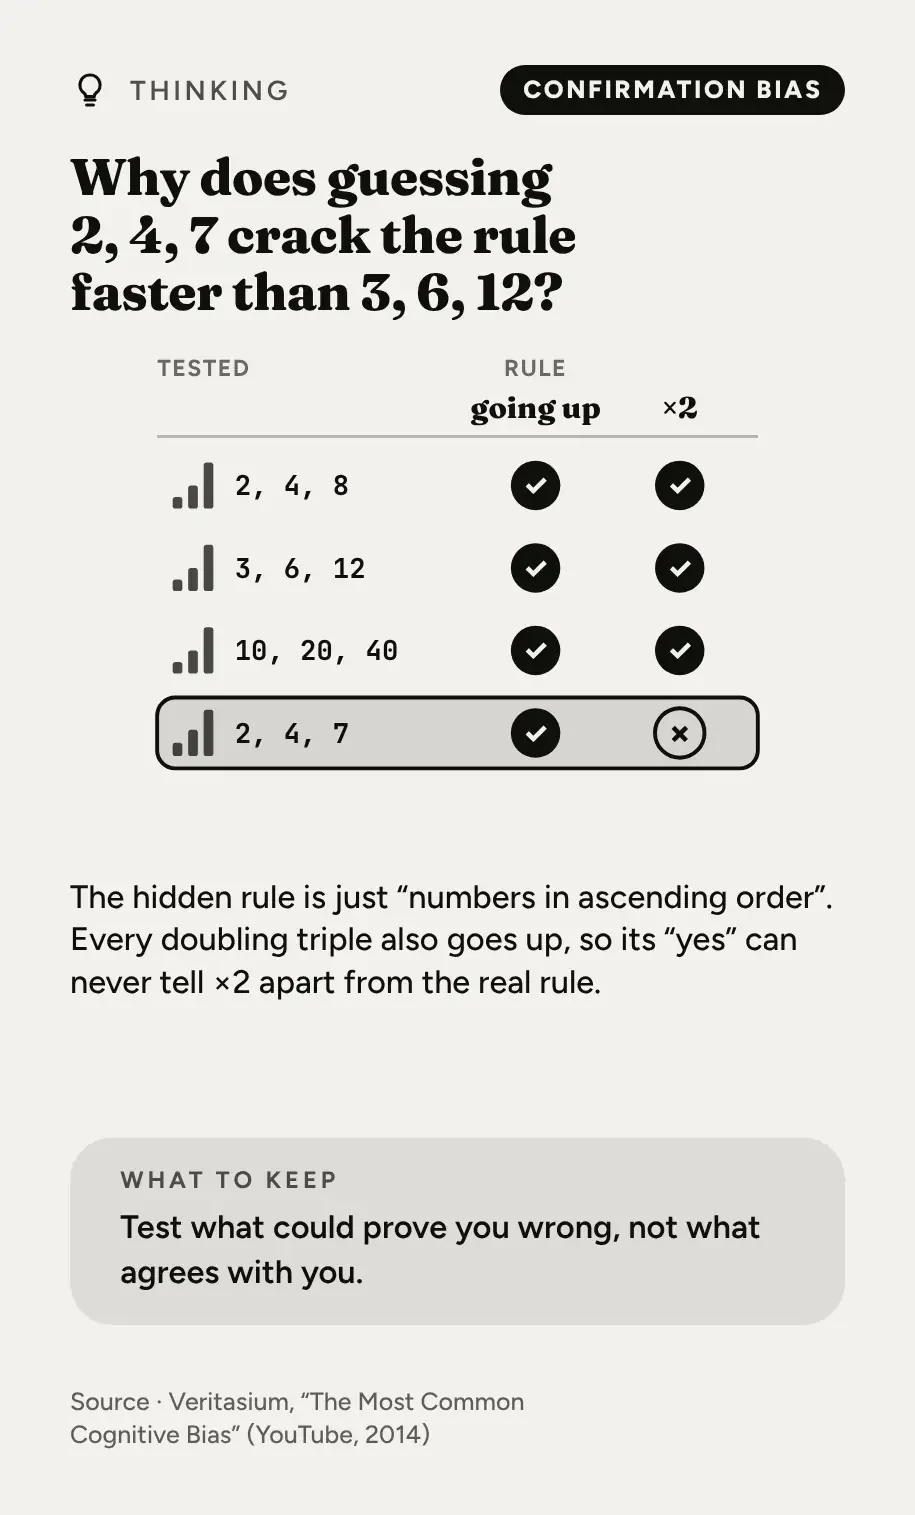 THINKING
CONFIRMATION BIAS
Why does guessing
2, 4, 7 crack the rule
faster than 3, 6, 12?
TESTED RULE
going up ×2
2, 4, 8
3, 6, 12
10, 20, 40
2, 4, 7
The hidden rule is just “numbers in ascending order”.
Every doubling triple also goes up, so its “yes” can
never tell ×2 apart from the real rule.
WHAT TO KEEP
Test what could prove you wrong, not what
agrees with you.
Source · Veritasium, “The Most Common
Cognitive Bias” (YouTube, 2014)